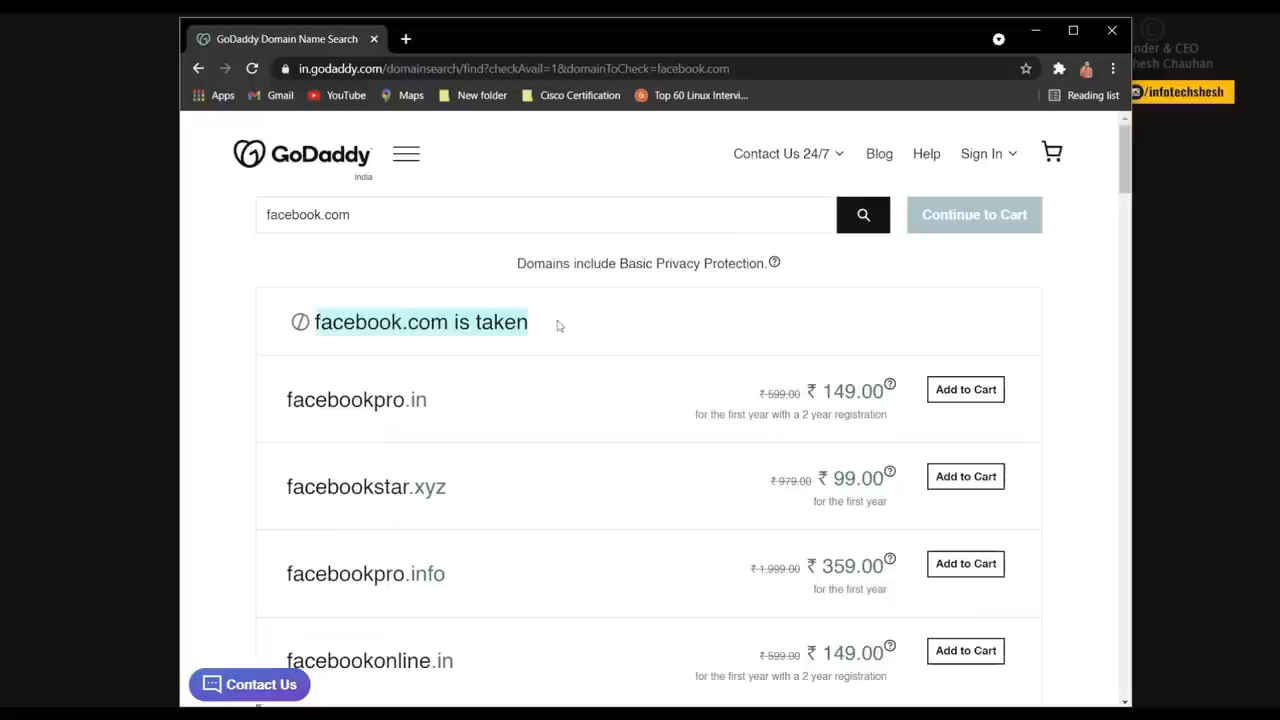 GoDaddy Domain Name Search
in.godaddy.com/domainsearch/find?checkAvail=1&domainToCheck=facebook.com
Apps Gmail YouTube Maps New folder Cisco Certification Top 60 Linux Intervi... Reading list
nder & CEO
hesh Chauhan
/infotechshesh
GoDaddy
India
Contact Us 24/7 Blog Help Sign In
facebook.com
Continue to Cart
Domains include Basic Privacy Protection.
facebook.com is taken
facebookpro.in
₹ 599.00 ₹ 149.00
for the first year with a 2 year registration
Add to Cart
facebookstar.xyz
₹ 979.00 ₹ 99.00
for the first year
Add to Cart
facebookpro.info
₹ 1,999.00 ₹ 359.00
for the first year
Add to Cart
facebookonline.in
₹ 599.00 ₹ 149.00
for the first year with a 2 year registration
Add to Cart
Contact Us